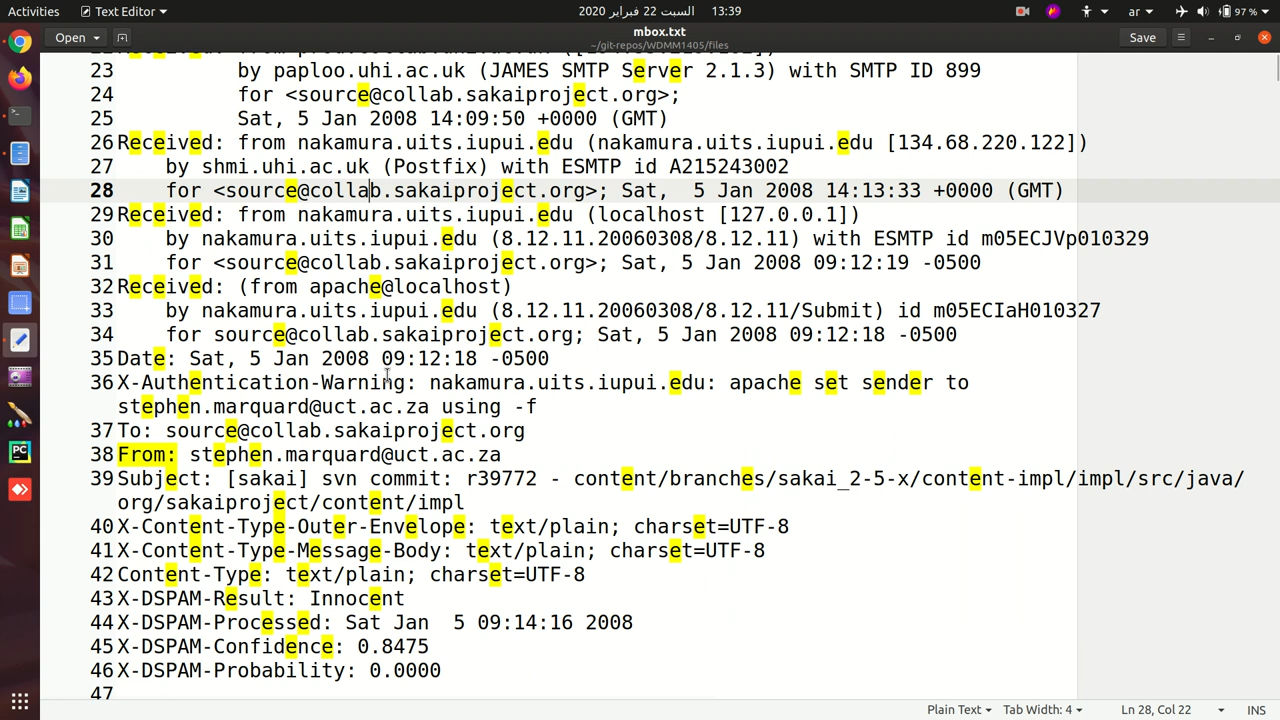 Activities Text Editor السبت 22 فبراير 2020 13:39 ar 97 %
Open mbox.txt Save
~/git-repos/WDMM1405/files
23 by paploo.uhi.ac.uk (JAMES SMTP Server 2.1.3) with SMTP ID 899
24 for <source@collab.sakaiproject.org>;
25 Sat, 5 Jan 2008 14:09:50 +0000 (GMT)
26 Received: from nakamura.uits.iupui.edu (nakamura.uits.iupui.edu [134.68.220.122])
27 by shmi.uhi.ac.uk (Postfix) with ESMTP id A215243002
28 for <source@collab.sakaiproject.org>; Sat,  5 Jan 2008 14:13:33 +0000 (GMT)
29 Received: from nakamura.uits.iupui.edu (localhost [127.0.0.1])
30 by nakamura.uits.iupui.edu (8.12.11.20060308/8.12.11) with ESMTP id m05ECJVp010329
31 for <source@collab.sakaiproject.org>; Sat, 5 Jan 2008 09:12:19 -0500
32 Received: (from apache@localhost)
33 by nakamura.uits.iupui.edu (8.12.11.20060308/8.12.11/Submit) id m05ECIaH010327
34 for source@collab.sakaiproject.org; Sat, 5 Jan 2008 09:12:18 -0500
35 Date: Sat, 5 Jan 2008 09:12:18 -0500
36 X-Authentication-Warning: nakamura.uits.iupui.edu: apache set sender to
stephen.marquard@uct.ac.za using -f
37 To: source@collab.sakaiproject.org
38 From: stephen.marquard@uct.ac.za
39 Subject: [sakai] svn commit: r39772 - content/branches/sakai_2-5-x/content-impl/impl/src/java/
org/sakaiproject/content/impl
40 X-Content-Type-Outer-Envelope: text/plain; charset=UTF-8
41 X-Content-Type-Message-Body: text/plain; charset=UTF-8
42 Content-Type: text/plain; charset=UTF-8
43 X-DSPAM-Result: Innocent
44 X-DSPAM-Processed: Sat Jan  5 09:14:16 2008
45 X-DSPAM-Confidence: 0.8475
46 X-DSPAM-Probability: 0.0000
47
Plain Text Tab Width: 4 Ln 28, Col 22 INS